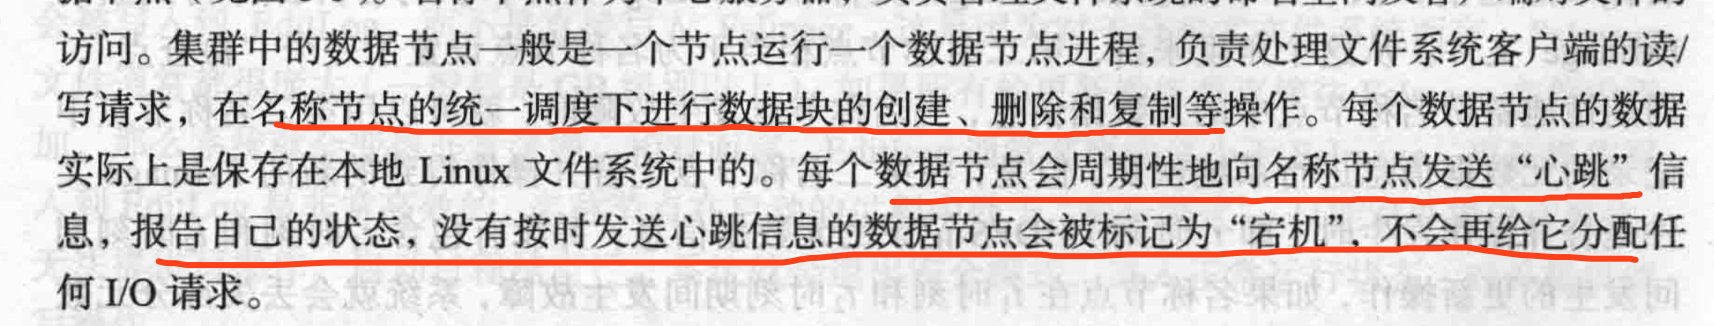 访问。集群中的数据节点一般是一个节点运行一个数据节点进程，负责处理文件系统客户端的读/
写请求，在名称节点的统一调度下进行数据块的创建、删除和复制等操作。每个数据节点的数据
实际上是保存在本地 Linux 文件系统中的。每个数据节点会周期性地向名称节点发送“心跳”信
息，报告自己的状态，没有按时发送心跳信息的数据节点会被标记为“宕机”，不会再给它分配任
何 I/O 请求。